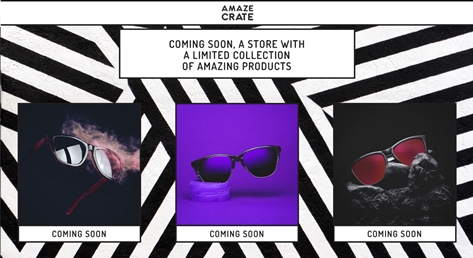 AMAZE
CRATE
COMING SOON, A STORE WITH
A LIMITED COLLECTION
OF AMAZING PRODUCTS
COMING SOON
COMING SOON
COMING SOON